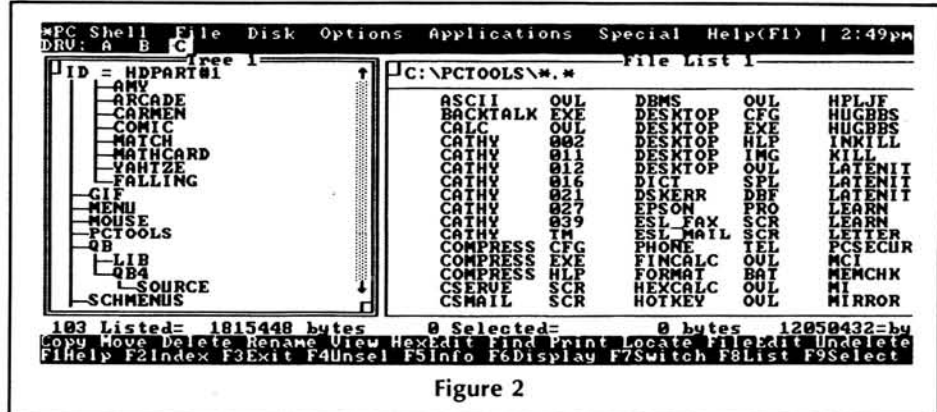 *PC Shell File Disk Options Applications Special Help(F1) | 2:49pm
DRV: A B C
Tree 1
ID = HDPART@1
AMY
ARCADE
CARMEN
COMIC
MATCH
MATHCARD
YAHTZE
FALLING
GIF
MENU
MOUSE
PCTOOLS
QB
LIB
QB4
SOURCE
SCHMENUS
File List 1
C:\PCTOOLS\*.*
ASCII OVL DBMS OVL HPLJF
BACKTALK EXE DESKTOP CFG HUGBBS
CALC OVL DESKTOP EXE HUGBBS
CATHY 002 DESKTOP HLP INKILL
CATHY 011 DESKTOP IMG KILL
CATHY 012 DESKTOP OVL LATENIT
CATHY 016 DICT SPL LATENIT
CATHY 021 DSKERR DBF LATENIT
CATHY 027 EPSON PRO LEARN
CATHY 039 ESL_FAX SCR LEARN
CATHY TM ESL_MAIL SCR LETTER
COMPRESS CFG PHONE TEL PCSECUR
COMPRESS EXE FINCALC OVL MCI
COMPRESS HLP FORMAT BAT MEMCHK
CSERVE SCR HEXCALC OVL MI
CSMAIL SCR HOTKEY OVL MIRROR
103 Listed= 1815448 bytes 0 Selected= 0 bytes 12050432=by
Copy Move Delete Rename View HexEdit Find Print Locate FileEdit Undelete
F1Help F2Index F3Exit F4Unsel F5Info F6Display F7Switch F8List F9Select
Figure 2